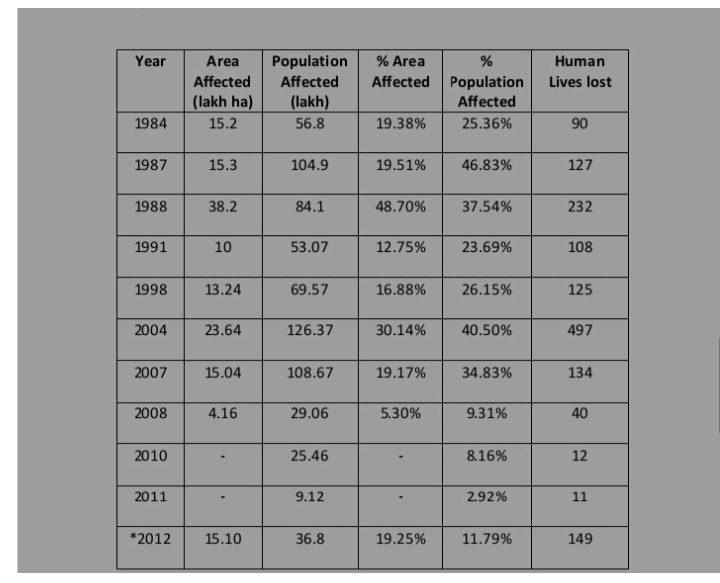 Year Area Affected (lakh ha) Population Affected (lakh) % Area Affected % Population Affected Human Lives lost
1984 15.2 56.8 19.38% 25.36% 90
1987 15.3 104.9 19.51% 46.83% 127
1988 38.2 84.1 48.70% 37.54% 232
1991 10 53.07 12.75% 23.69% 108
1998 13.24 69.57 16.88% 26.15% 125
2004 23.64 126.37 30.14% 40.50% 497
2007 15.04 108.67 19.17% 34.83% 134
2008 4.16 29.06 5.30% 9.31% 40
2010 - 25.46 - 8.16% 12
2011 - 9.12 - 2.92% 11
*2012 15.10 36.8 19.25% 11.79% 149